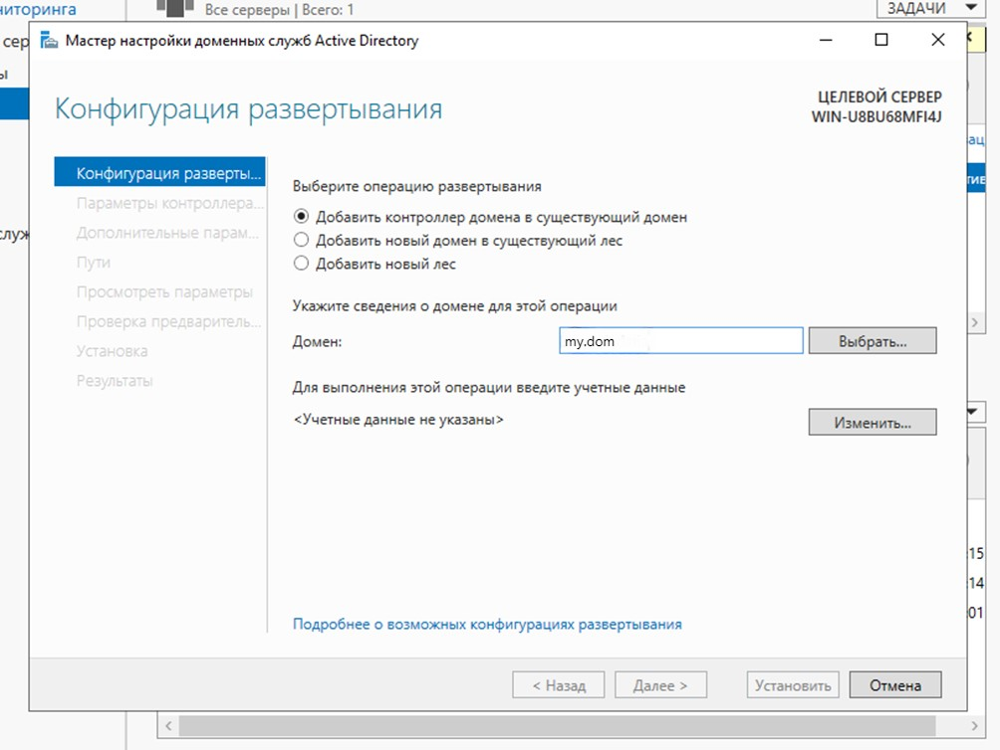 ниторинга
Все серверы | Всего: 1
ЗАДАЧИ
сер
Мастер настройки доменных служб Active Directory
ы
Конфигурация развертывания
ЦЕЛЕВОЙ СЕРВЕР
WIN-U8BU68MFI4J
Конфигурация разверты...
Параметры контроллера...
Дополнительные парам...
Пути
Просмотреть параметры
Проверка предваритель...
Установка
Результаты
служ
Выберите операцию развертывания
Добавить контроллер домена в существующий домен
Добавить новый домен в существующий лес
Добавить новый лес
Укажите сведения о домене для этой операции
Домен:
my.dom
Выбрать...
Для выполнения этой операции введите учетные данные
<Учетные данные не указаны>
Изменить...
Подробнее о возможных конфигурациях развертывания
< Назад
Далее >
Установить
Отмена
ац
тие
:15
:14
:01